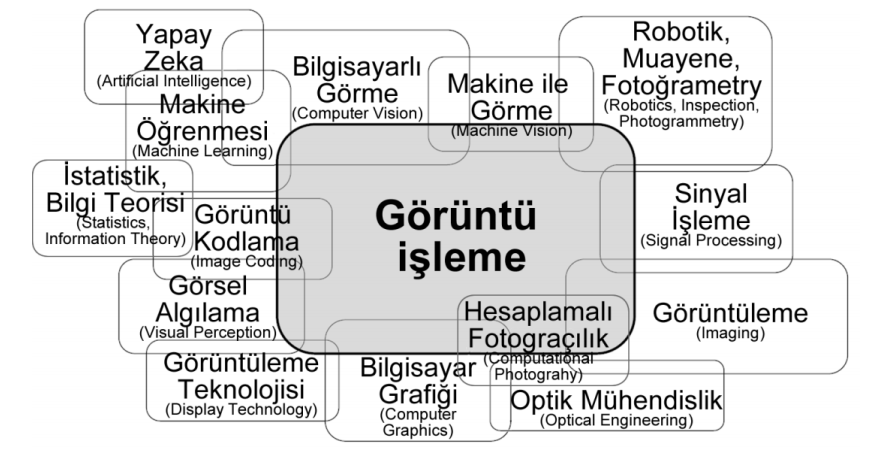 Yapay
Zeka
(Artificial Intelligence)
Makine
Öğrenmesi
(Machine Learning)
Bilgisayarlı
Görme
(Computer Vision)
Makine ile
Görme
(Machine Vision)
Robotik,
Muayene,
Fotoğrametry
(Robotics, Inspection,
Photogrammetry)
İstatistik,
Bilgi Teorisi
(Statistics,
Information Theory)
Görüntü
Kodlama
(Image Coding)
Görüntü
işleme
Sinyal
İşleme
(Signal Processing)
Görsel
Algılama
(Visual Perception)
Hesaplamalı
Fotograçılık
(Computational
Photograhy)
Görüntüleme
(Imaging)
Görüntüleme
Teknolojisi
(Display Technology)
Bilgisayar
Grafiği
(Computer
Graphics)
Optik Mühendislik
(Optical Engineering)